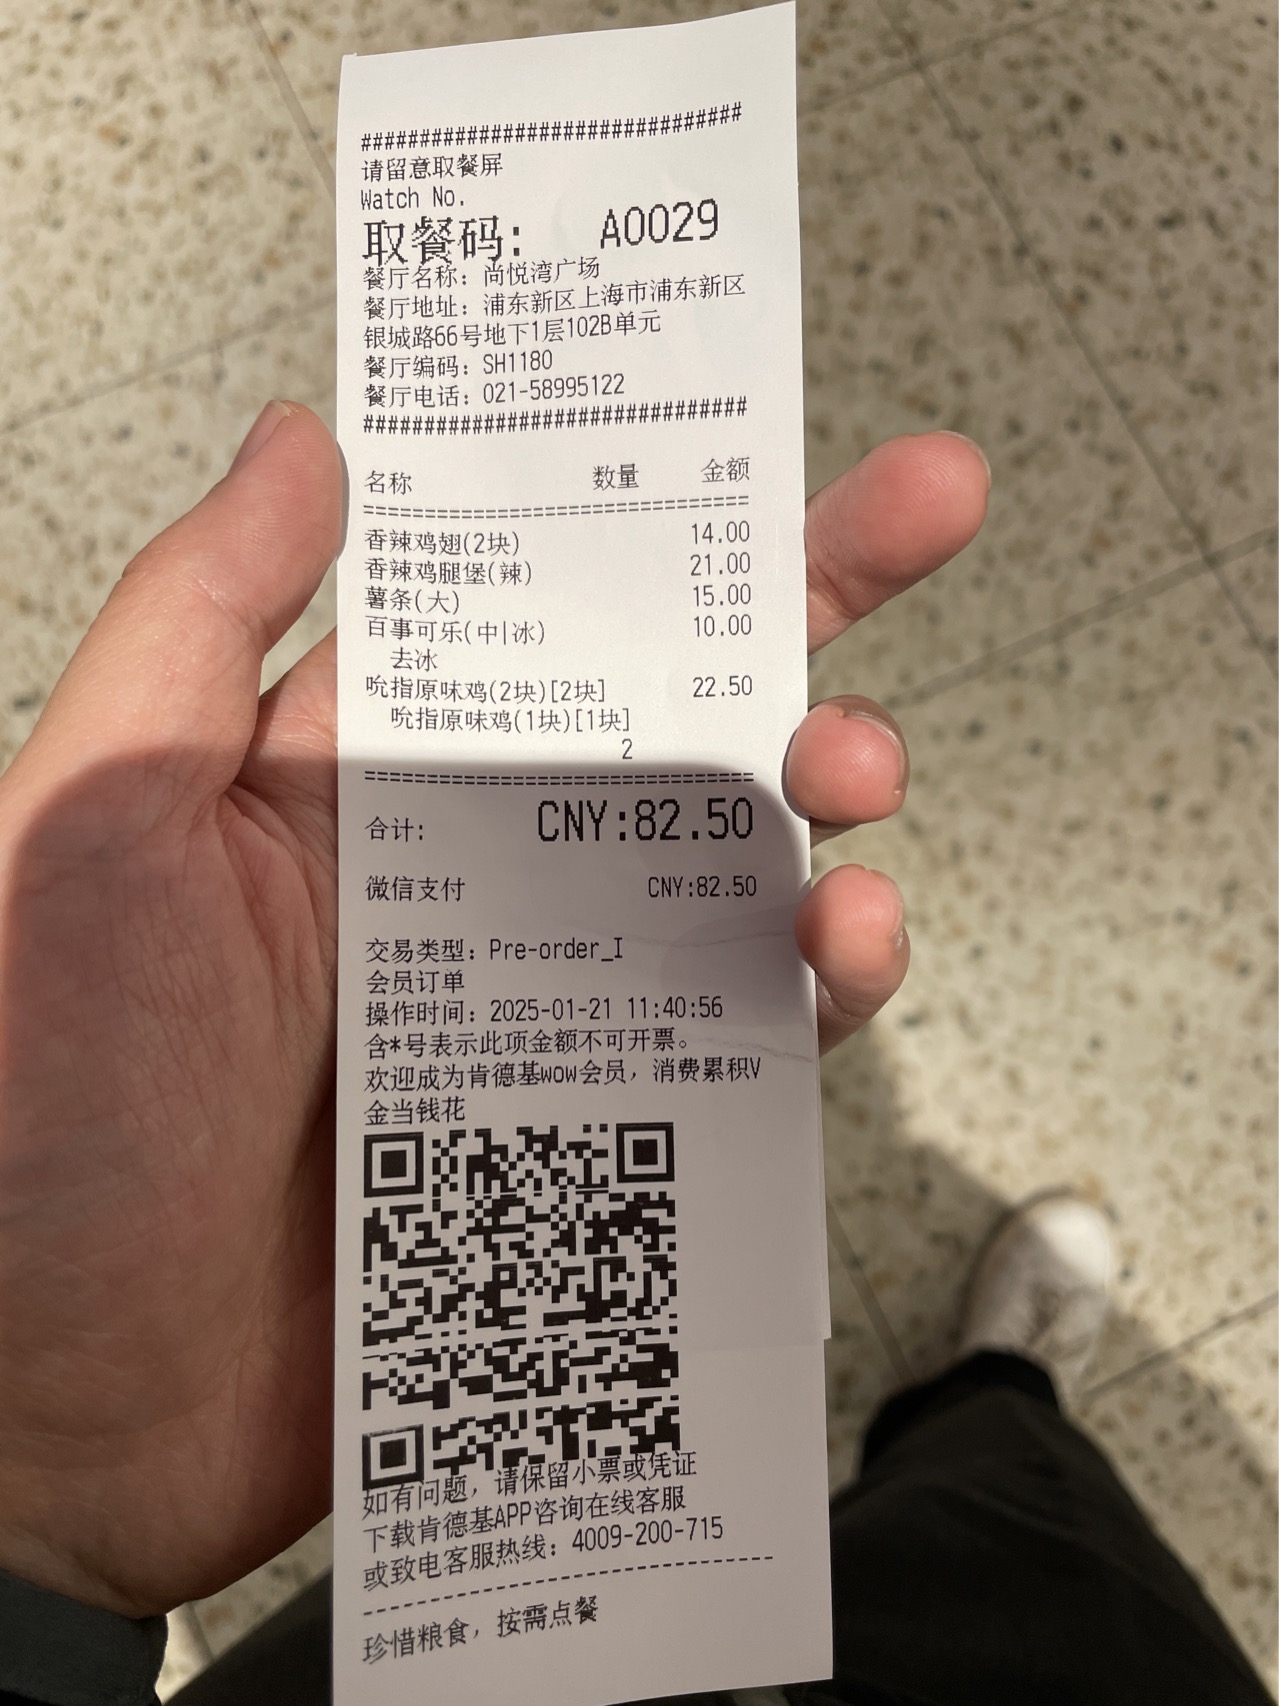 ################################
请留意取餐屏
Watch No.
取餐码: A0029
餐厅名称: 尚悦湾广场
餐厅地址: 浦东新区上海市浦东新区
银城路66号地下1层102B单元
餐厅编码: SH1180
餐厅电话: 021-58995122
################################
名称 数量 金额
================================
香辣鸡翅(2块) 14.00
香辣鸡腿堡(辣) 21.00
薯条(大) 15.00
百事可乐(中|冰) 10.00
去冰
吮指原味鸡(2块)[2块] 22.50
吮指原味鸡(1块)[1块]
2
================================
合计: CNY:82.50
微信支付 CNY:82.50
交易类型: Pre-order_I
会员订单
操作时间: 2025-01-21 11:40:56
含*号表示此项金额不可开票。
欢迎成为肯德基wow会员, 消费累积V
金当钱花
如有问题, 请保留小票或凭证
下载肯德基APP咨询在线客服
或致电客服热线: 4009-200-715
--------------------------------
珍惜粮食, 按需点餐